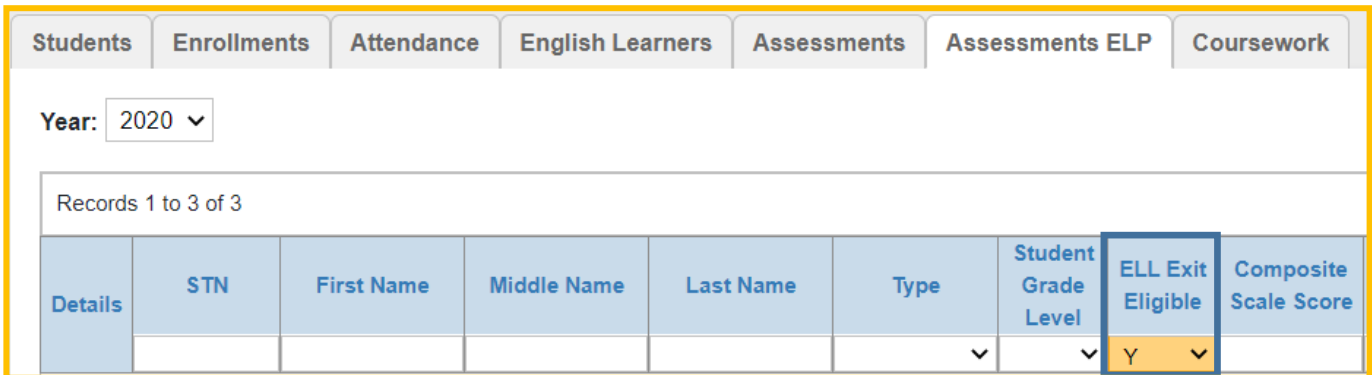 Students Enrollments Attendance English Learners Assessments Assessments ELP Coursework
Year: 2020
Records 1 to 3 of 3
Details STN First Name Middle Name Last Name Type Student Grade Level ELL Exit Eligible Composite Scale Score
Y